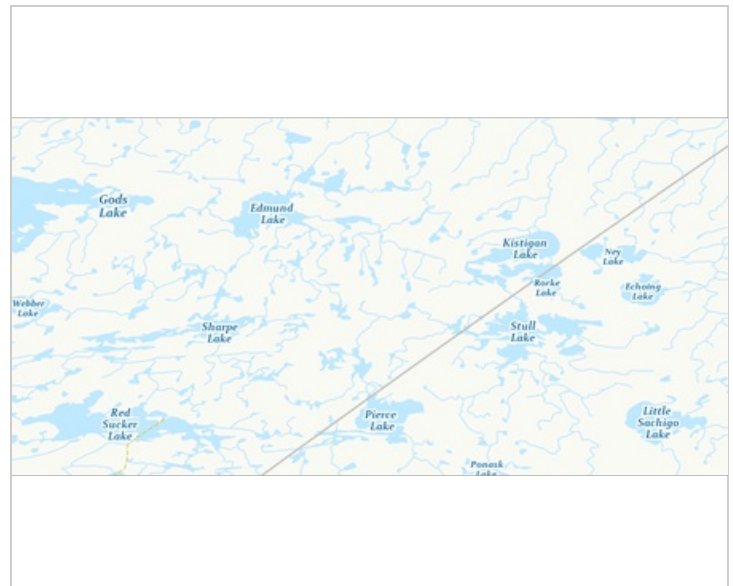 Gods
Lake
Edmund
Lake
Kistigan
Lake
Ney
Lake
Rorke
Lake
Echoing
Lake
Webber
Lake
Sharpe
Lake
Stull
Lake
Red
Sucker
Lake
Pierce
Lake
Little
Sachigo
Lake
Ponask
Lake